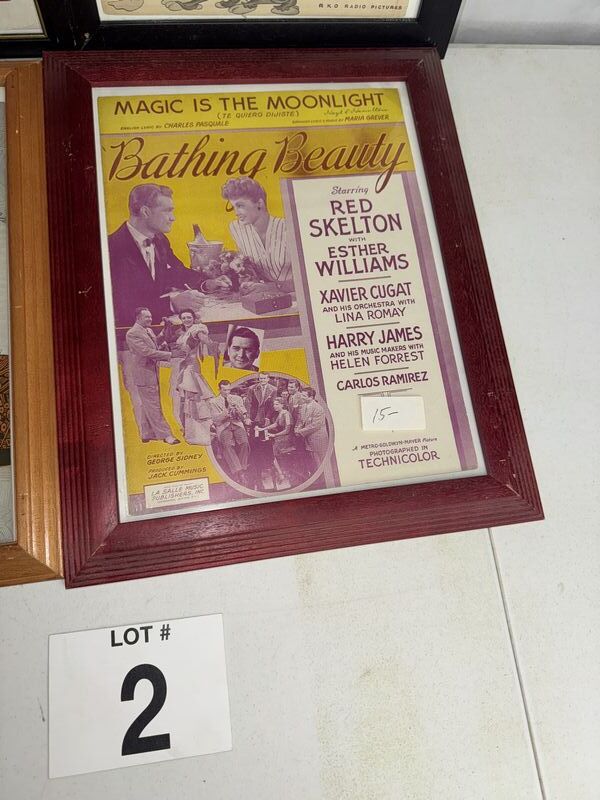 R K O RADIO PICTURES
MAGIC IS THE MOONLIGHT
(TE QUIERO DIJISTE)
ENGLISH LYRIC BY CHARLES PASQUALE
SPANISH LYRIC & MUSIC BY MARIA GREVER
Bathing Beauty
Starring
RED
SKELTON
WITH
ESTHER
WILLIAMS
XAVIER CUGAT
AND HIS ORCHESTRA WITH
LINA ROMAY
HARRY JAMES
AND HIS MUSIC MAKERS WITH
HELEN FORREST
CARLOS RAMIREZ
15-
A METRO-GOLDWYN-MAYER Picture
PHOTOGRAPHED IN
TECHNICOLOR
DIRECTED BY
GEORGE SIDNEY
PRODUCED BY
JACK CUMMINGS
LA SALLE MUSIC
PUBLISHERS, INC
LOT #
2